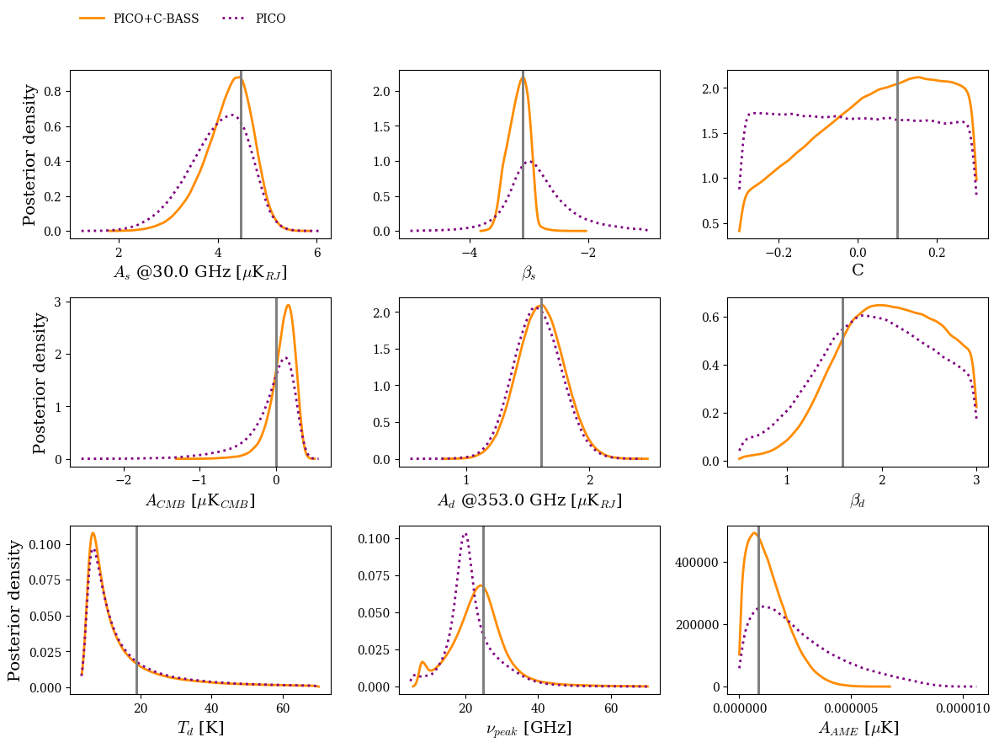 PICO+C-BASS PICO
Posterior density
0.0 0.2 0.4 0.6 0.8
2 4 6
A_s @30.0 GHz [μK_RJ]
0.0 0.5 1.0 1.5 2.0
−4 −2
β_s
0.5 1.0 1.5 2.0
−0.2 0.0 0.2
C
Posterior density
0 1 2 3
−2 −1 0
A_CMB [μK_CMB]
0.0 0.5 1.0 1.5 2.0
1 2
A_d @353.0 GHz [μK_RJ]
0.0 0.2 0.4 0.6
1 2 3
β_d
Posterior density
0.000 0.025 0.050 0.075 0.100
20 40 60
T_d [K]
0.000 0.025 0.050 0.075 0.100
20 40 60
ν_peak [GHz]
0 200000 400000
0.000000 0.000005 0.000010
A_AME [μK]